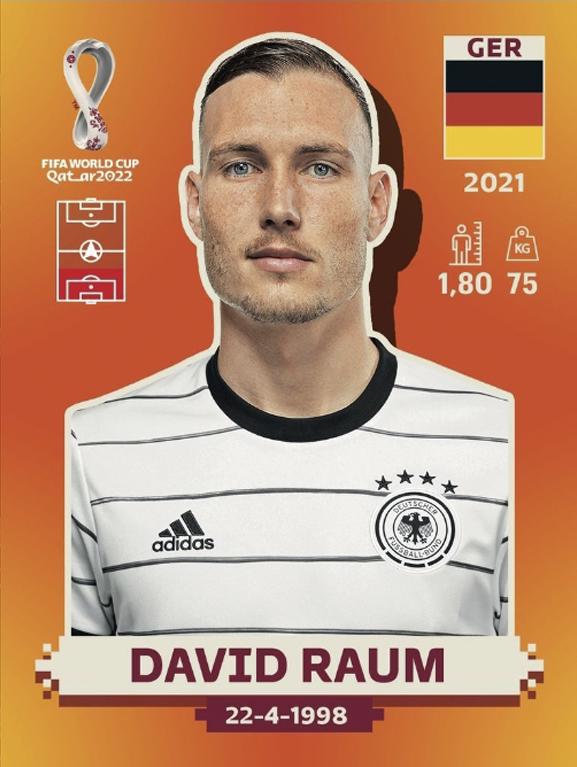 FIFA WORLD CUP
Qatar2022
GER
2021
KG
1,80 75
adidas
DEUTSCHER
FUSSBALL-BUND
DAVID RAUM
22-4-1998